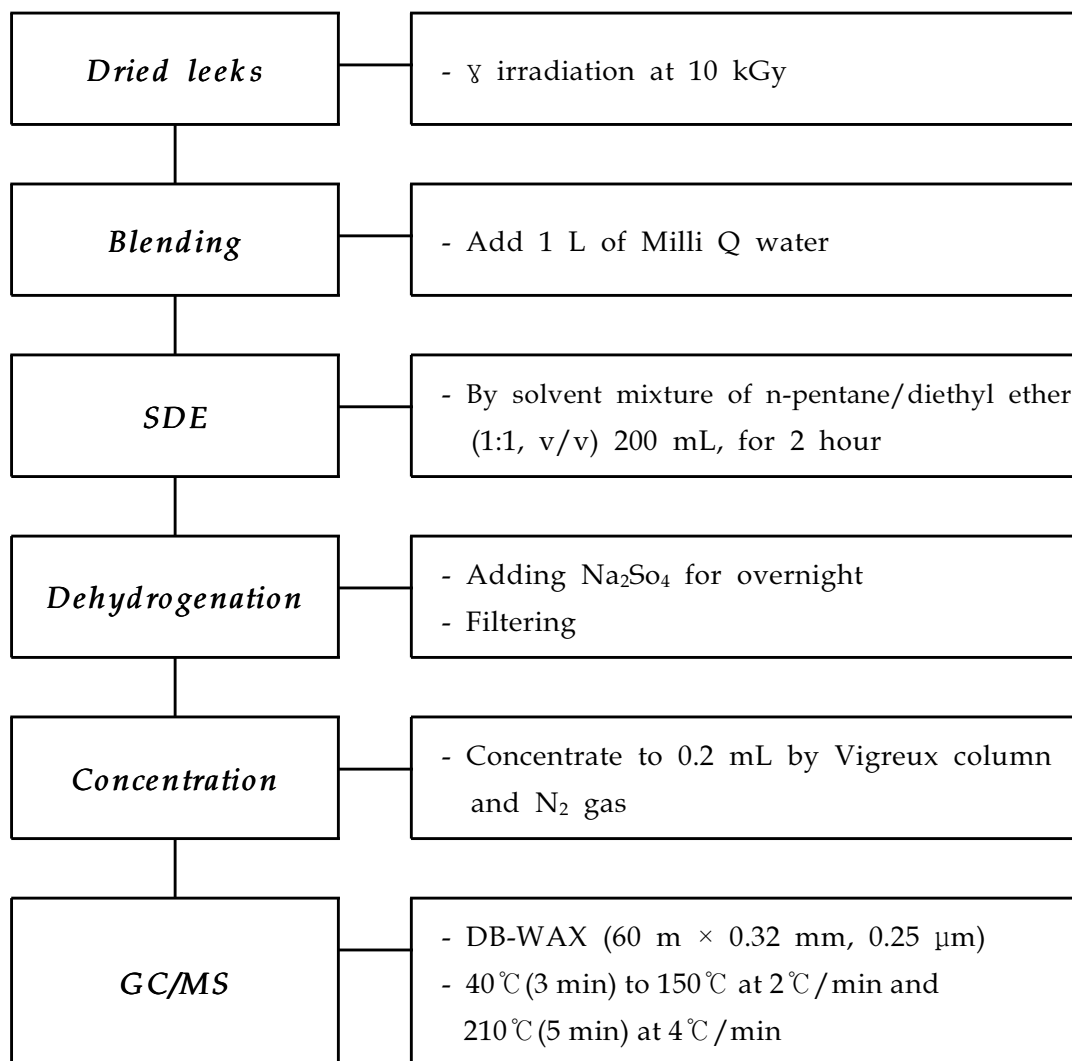 Dried leeks
- ɣ irradiation at 10 kGy
Blending
- Add 1 L of Milli Q water
SDE
- By solvent mixture of n-pentane/diethyl ether
(1:1, v/v) 200 mL, for 2 hour
Dehydrogenation
- Adding Na₂So₄ for overnight
- Filtering
Concentration
- Concentrate to 0.2 mL by Vigreux column
and N₂ gas
GC/MS
- DB-WAX (60 m × 0.32 mm, 0.25 μm)
- 40℃(3 min) to 150℃ at 2℃/min and
210℃(5 min) at 4℃/min